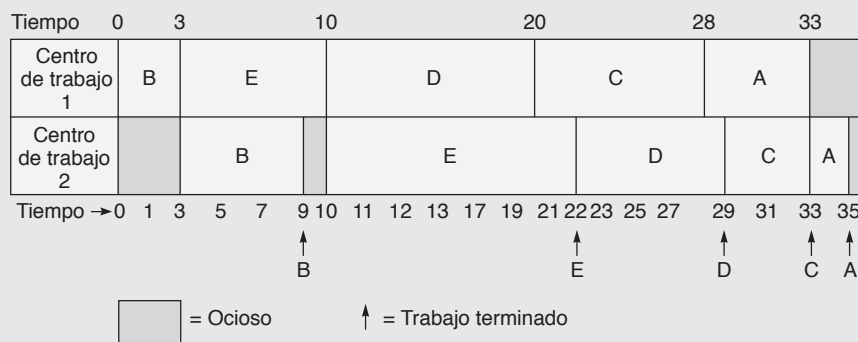 Tiempo 0 3 10 20 28 33
Centro
de trabajo
1
B E D C A
Centro
de trabajo
2
B E D C A
Tiempo → 0 1 3 5 7 9 10 11 12 13 17 19 21 22 23 25 27 29 31 33 35
B E D C A
= Ocioso = Trabajo terminado